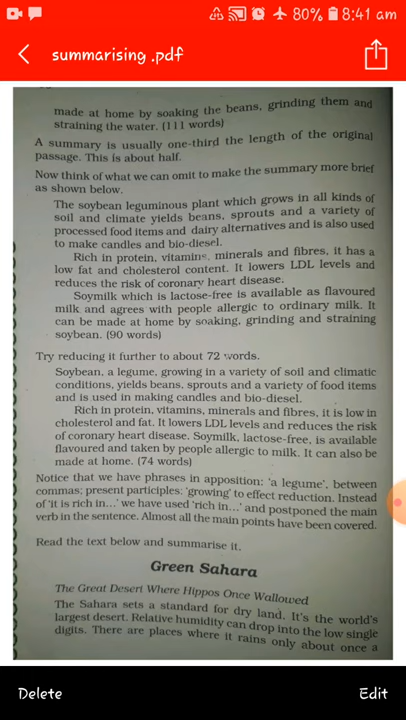 80% 8:41 am
summarising .pdf
made at home by soaking the beans, grinding them and
straining the water. (111 words)
A summary is usually one-third the length of the original
passage. This is about half.
Now think of what we can omit to make the summary more brief
as shown below.
The soybean leguminous plant which grows in all kinds of
soil and climate yields beans, sprouts and a variety of
processed food items and dairy alternatives and is also used
to make candles and bio-diesel.
Rich in protein, vitamins, minerals and fibres, it has a
low fat and cholesterol content. It lowers LDL levels and
reduces the risk of coronary heart disease.
Soymilk which is lactose-free is available as flavoured
milk and agrees with people allergic to ordinary milk. It
can be made at home by soaking, grinding and straining
soybean. (90 words)
Try reducing it further to about 72 words.
Soybean, a legume, growing in a variety of soil and climatic
conditions, yields beans, sprouts and a variety of food items
and is used in making candles and bio-diesel.
Rich in protein, vitamins, minerals and fibres, it is low in
cholesterol and fat. It lowers LDL levels and reduces the risk
of coronary heart disease. Soymilk, lactose-free, is available
flavoured and taken by people allergic to milk. It can also be
made at home. (74 words)
Notice that we have phrases in apposition: 'a legume', between
commas; present participles; 'growing' to effect reduction. Instead
of 'it is rich in...' we have used 'rich in...' and postponed the main
verb in the sentence. Almost all the main points have been covered.
Read the text below and summarise it.
Green Sahara
The Great Desert Where Hippos Once Wallowed
The Sahara sets a standard for dry land. It's the world's
largest desert. Relative humidity can drop into the low single
digits. There are places where it rains only about once a
Delete Edit